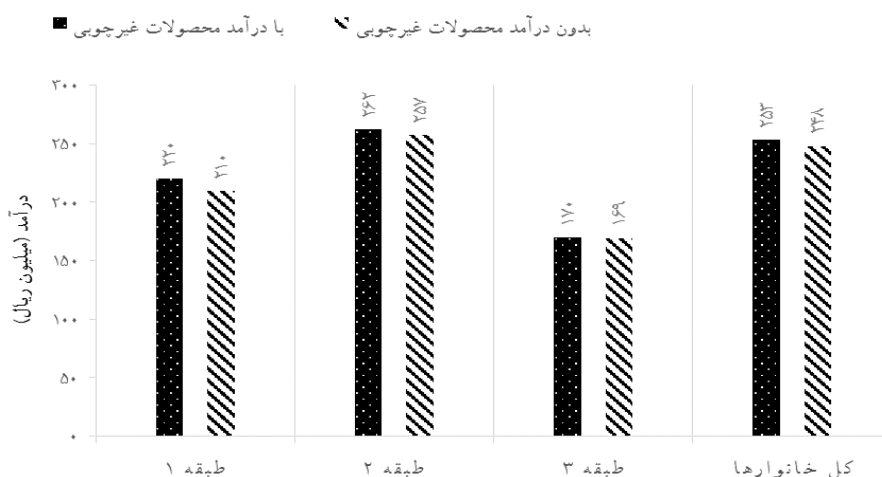 با درآمد محصولات غیرچوبی
بدون درآمد محصولات غیرچوبی
درآمد (میلیون ریال)
۳۰۰
۲۵۰
۲۰۰
۱۵۰
۱۰۰
۵۰
۰
۲۲۰
۲۱۰
۲۶۲
۲۵۷
۱۷۰
۱۶۹
۲۵۳
۲۴۸
طبقه ۱
طبقه ۲
طبقه ۳
کل خانوارها